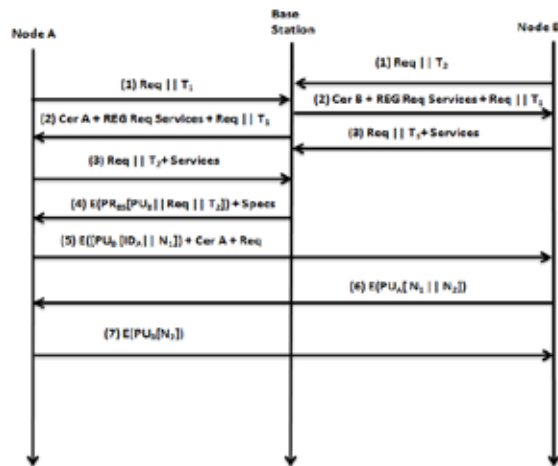 Node A
Base Station
Node B
(1) Req || T₂
(1) Req || T₁
(2) Cer B + REG Req Services + Req || T₁
(2) Cer A + REG Req Services + Req || T₁
(3) Req || T₃+Services
(3) Req || T₂+Services
(4) E(PR_BS[PU_B||Req || T₂]) + Specs
(5) E([PU_B [ID_A || N₁]) + Cer A + Req
(6) E(PU_A[ N₁ || N₂])
(7) E(PU_B[N₂])